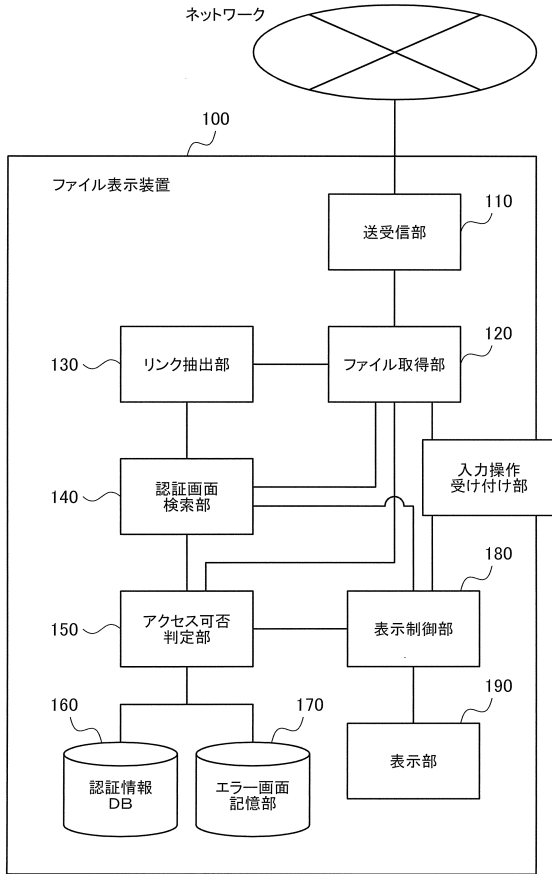 ネットワーク
100
ファイル表示装置
110
送受信部
120
130
リンク抽出部
ファイル取得部
140
認証画面
検索部
入力操作
受け付け部
180
150
アクセス可否
判定部
表示制御部
160
170
190
認証情報
DB
エラー画面
記憶部
表示部